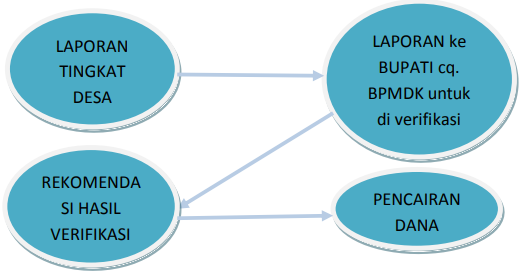 LAPORAN
TINGKAT
DESA
LAPORAN ke
BUPATI cq.
BPMDK untuk
di verifikasi
REKOMENDA
SI HASIL
VERIFIKASI
PENCAIRAN
DANA